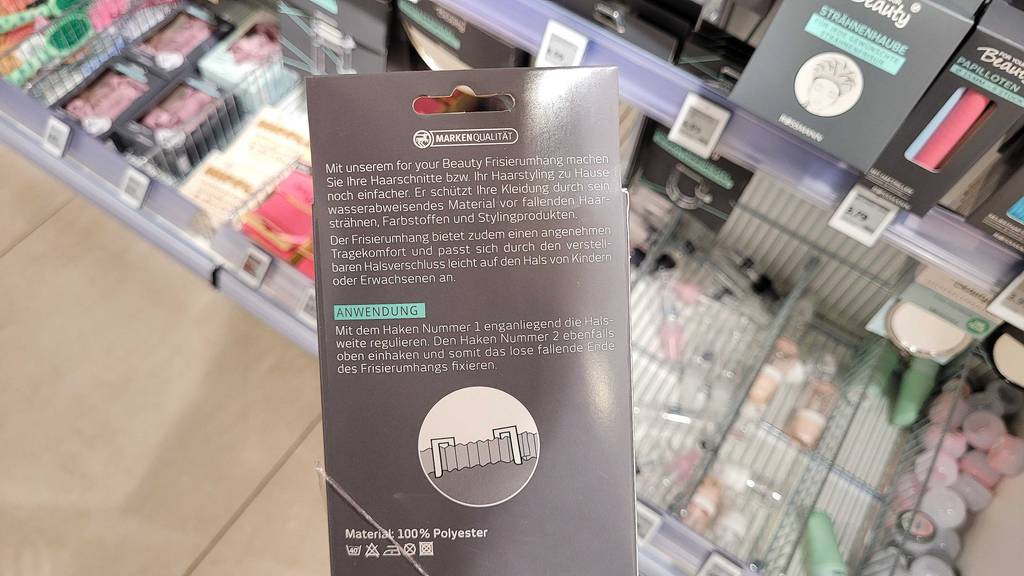 MARKENQUALITÄT
Mit unserem for your Beauty Frisierumhang machen
Sie Ihre Haarschnitte bzw. Ihr Haarstyling zu Hause
noch einfacher. Er schützt Ihre Kleidung durch sein
wasserabweisendes Material vor fallenden Haar-
strähnen, Farbstoffen und Stylingprodukten.
Der Frisierumhang bietet zudem einen angenehmen
Tragekomfort und passt sich durch den verstell-
baren Halsverschluss leicht auf den Hals von Kindern
oder Erwachsenen an.
ANWENDUNG
Mit dem Haken Nummer 1 enganliegend die Hals-
weite regulieren. Den Haken Nummer 2 ebenfalls
oben einhaken und somit das lose fallende Ende
des Frisierumhangs fixieren.
Material: 100% Polyester
Beauty
STRÄHNENHAUBE
ROSSMANN
PAPILLOTEN